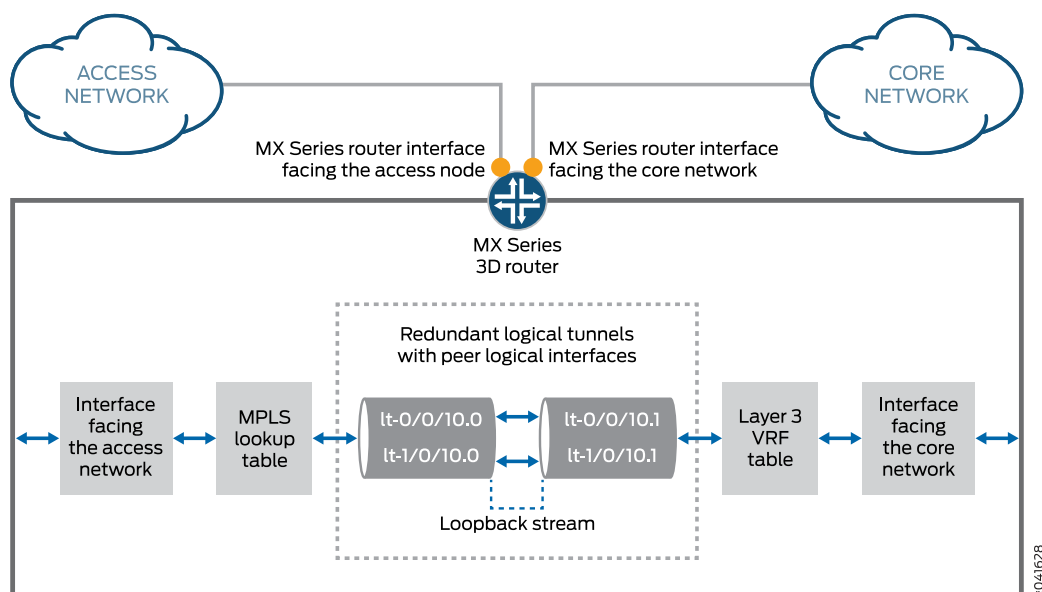 ACCESS
NETWORK
CORE
NETWORK
MX Series router interface
facing the access node
MX Series router interface
facing the core network
MX Series
3D router
Redundant logical tunnels
with peer logical interfaces
Interface
facing
the access
network
MPLS
lookup
table
lt-0/0/10.0
lt-1/0/10.0
lt-0/0/10.1
lt-1/0/10.1
Layer 3
VRF
table
Interface
facing
the core
network
Loopback stream
g041628